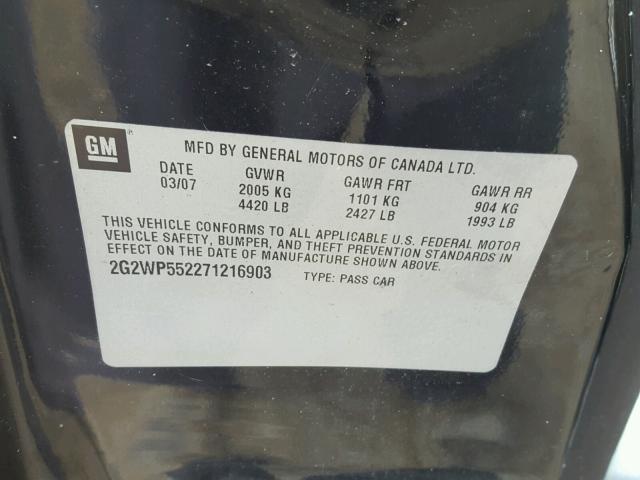 GM ®
MFD BY GENERAL MOTORS OF CANADA LTD.
DATE GVWR GAWR FRT GAWR RR
03/07 2005 KG 1101 KG 904 KG
4420 LB 2427 LB 1993 LB
THIS VEHICLE CONFORMS TO ALL APPLICABLE U.S. FEDERAL MOTOR
VEHICLE SAFETY, BUMPER, AND THEFT PREVENTION STANDARDS IN
EFFECT ON THE DATE OF MANUFACTURE SHOWN ABOVE.
2G2WP552271216903 TYPE: PASS CAR